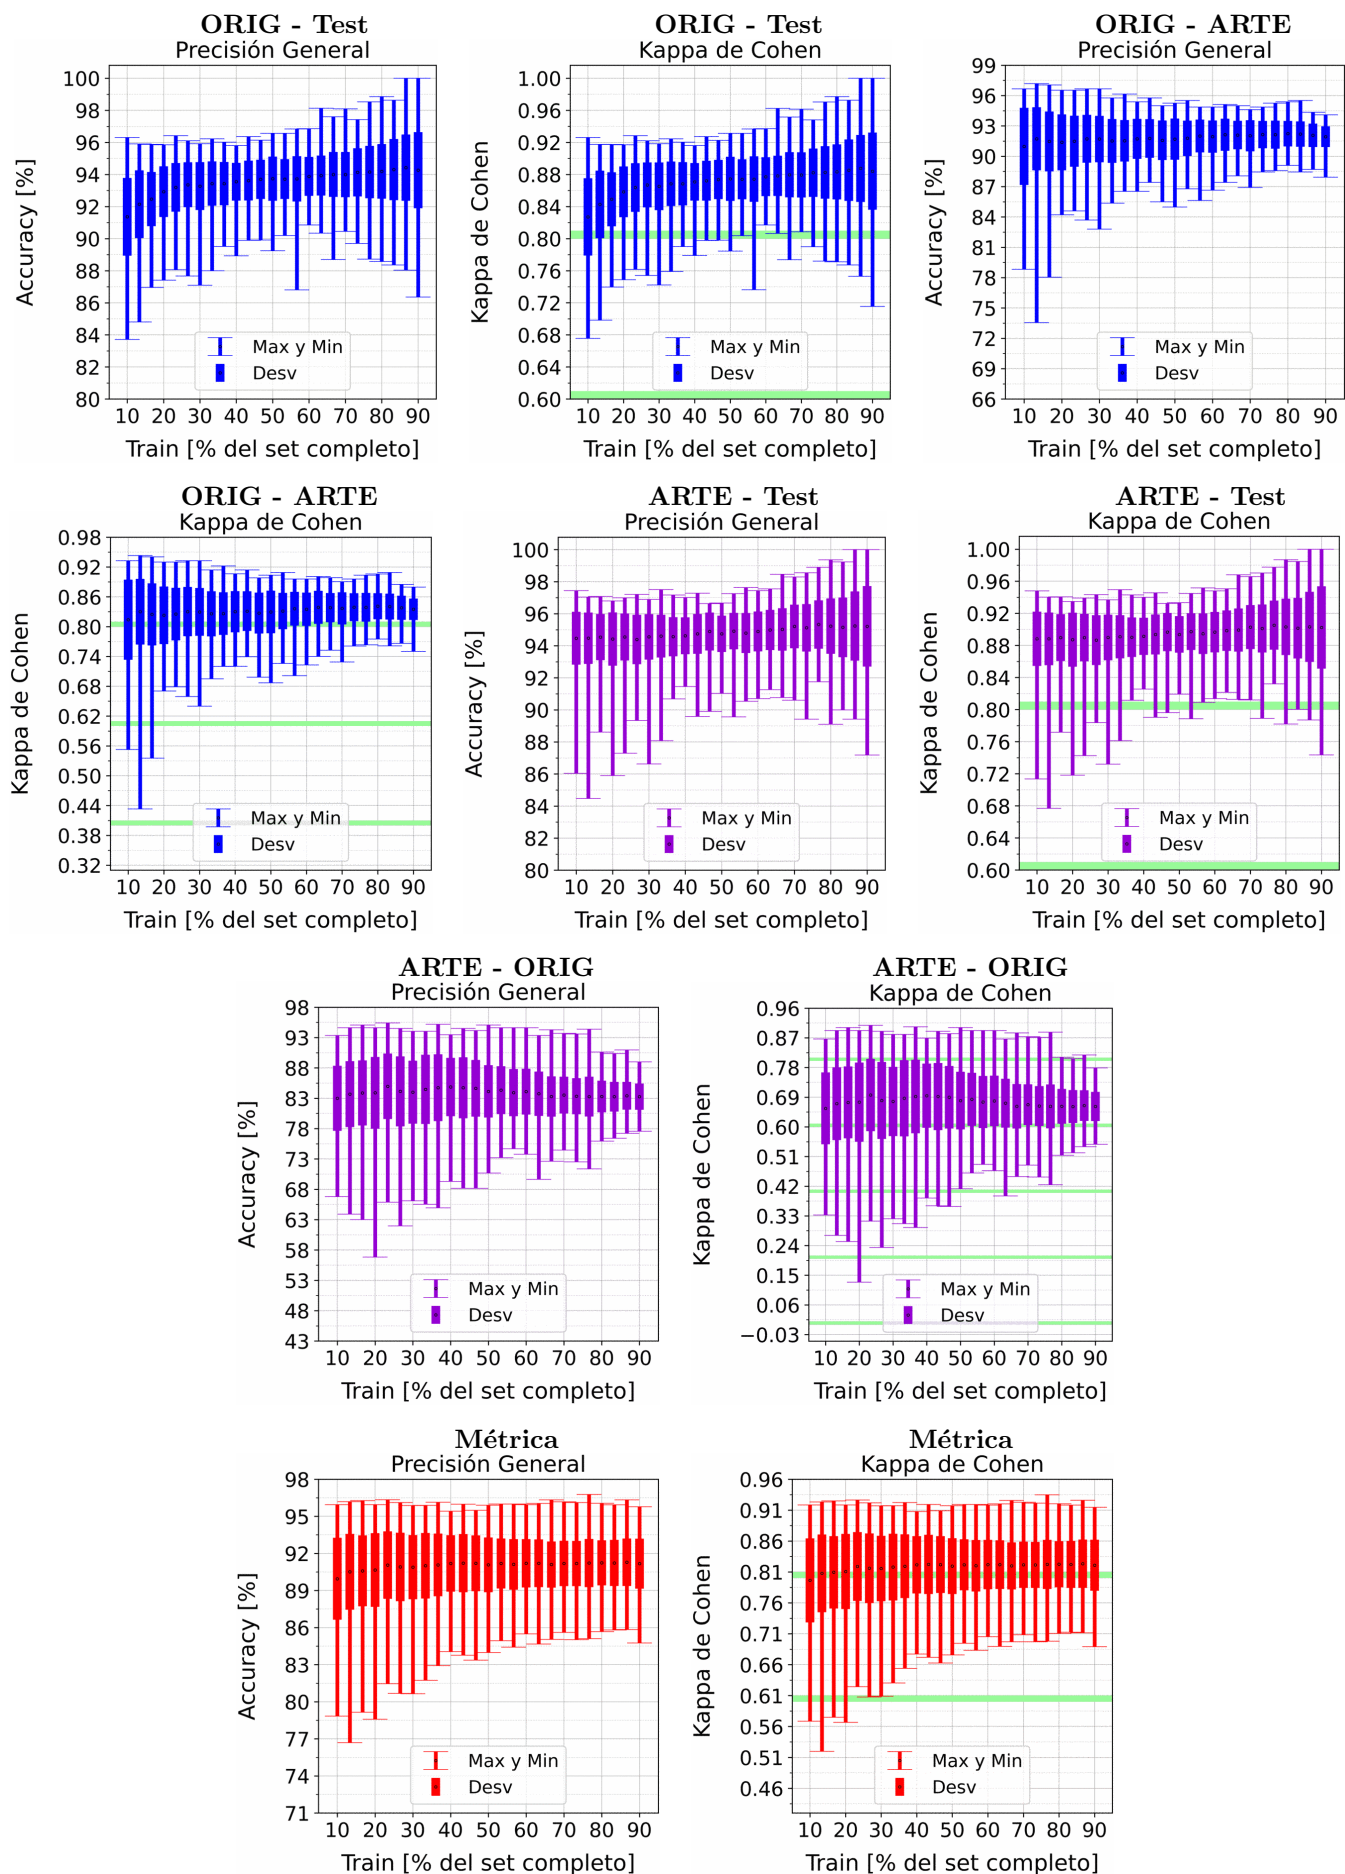 ORIG - Test
Precisión General
Accuracy [%]
100
98
96
94
92
90
88
86
84
82
80
Max y Min
Desv
10 20 30 40 50 60 70 80 90
Train [% del set completo]
ORIG - Test
Kappa de Cohen
Kappa de Cohen
1.00
0.96
0.92
0.88
0.84
0.80
0.76
0.72
0.68
0.64
0.60
Max y Min
Desv
10 20 30 40 50 60 70 80 90
Train [% del set completo]
ORIG - ARTE
Precisión General
Accuracy [%]
99
96
93
90
87
84
81
78
75
72
69
66
Max y Min
Desv
10 20 30 40 50 60 70 80 90
Train [% del set completo]
ORIG - ARTE
Kappa de Cohen
Kappa de Cohen
0.98
0.92
0.86
0.80
0.74
0.68
0.62
0.56
0.50
0.44
0.38
0.32
Max y Min
Desv
10 20 30 40 50 60 70 80 90
Train [% del set completo]
ARTE - Test
Precisión General
Accuracy [%]
100
98
96
94
92
90
88
86
84
82
80
Max y Min
Desv
10 20 30 40 50 60 70 80 90
Train [% del set completo]
ARTE - Test
Kappa de Cohen
Kappa de Cohen
1.00
0.96
0.92
0.88
0.84
0.80
0.76
0.72
0.68
0.64
0.60
Max y Min
Desv
10 20 30 40 50 60 70 80 90
Train [% del set completo]
ARTE - ORIG
Precisión General
Accuracy [%]
98
93
88
83
78
73
68
63
58
53
48
43
Max y Min
Desv
10 20 30 40 50 60 70 80 90
Train [% del set completo]
ARTE - ORIG
Kappa de Cohen
Kappa de Cohen
0.96
0.87
0.78
0.69
0.60
0.51
0.42
0.33
0.24
0.15
0.06
−0.03
Max y Min
Desv
10 20 30 40 50 60 70 80 90
Train [% del set completo]
Métrica
Precisión General
Accuracy [%]
98
95
92
89
86
83
80
77
74
71
Max y Min
Desv
10 20 30 40 50 60 70 80 90
Train [% del set completo]
Métrica
Kappa de Cohen
Kappa de Cohen
0.96
0.91
0.86
0.81
0.76
0.71
0.66
0.61
0.56
0.51
0.46
Max y Min
Desv
10 20 30 40 50 60 70 80 90
Train [% del set completo]